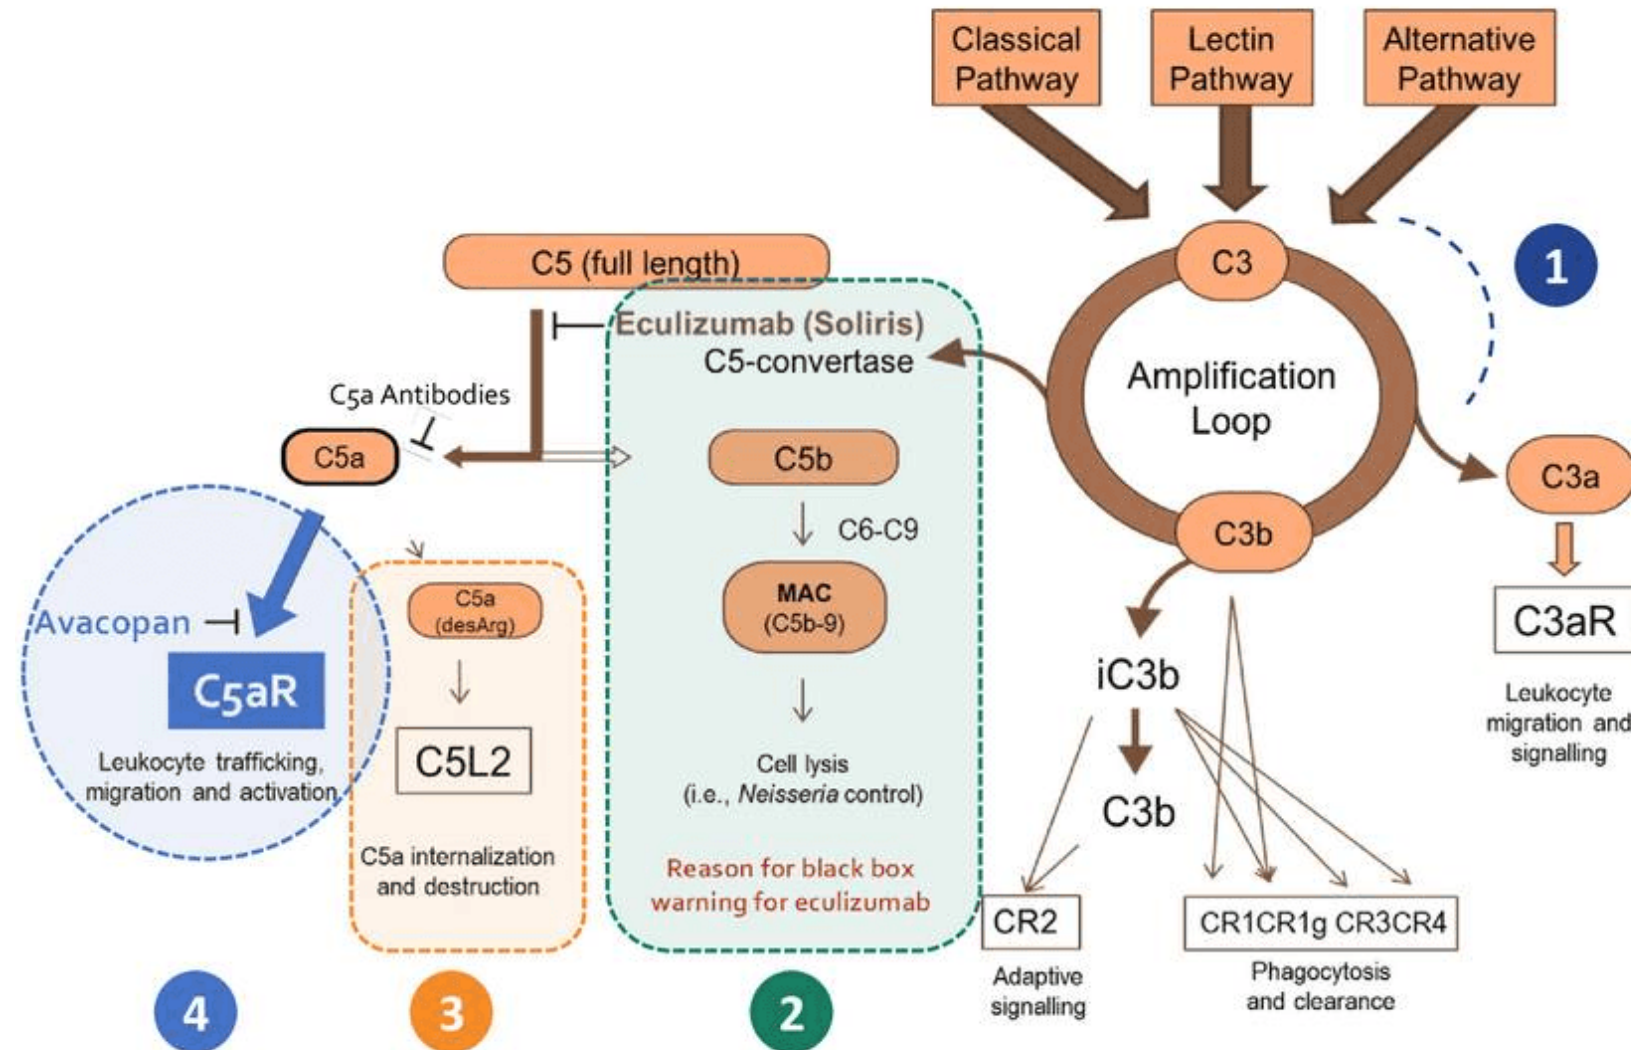 Classical
Pathway
Lectin
Pathway
Alternative
Pathway
C3
1
Amplification
Loop
C3b
C3a
C3aR
Leukocyte
migration and
signalling
C5 (full length)
Eculizumab (Soliris)
C5-convertase
C5a Antibodies
C5a
C5b
C6-C9
MAC
(C5b-9)
Cell lysis
(i.e., Neisseria control)
Reason for black box
warning for eculizumab
2
C5a
(desArg)
C5L2
C5a internalization
and destruction
3
Avacopan
C5aR
Leukocyte trafficking,
migration and activation
4
iC3b
C3b
CR2
Adaptive
signalling
CR1CR1g CR3CR4
Phagocytosis
and clearance